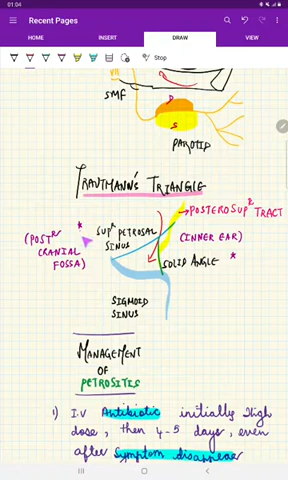 01:04
Recent Pages
HOME INSERT DRAW VIEW
Stop
SMF
D
S
PAROTID
TRAUTMANN'S TRIANGLE
→ POSTEROSUPR TRACT
* (POSTR CRANIAL FOSSA)
SUPR PETROSAL SINUS
(INNER EAR)
SOLID ANGLE *
SIGMOID SINUS
MANAGEMENT
OF
PETROSITES
1) I.V Antibiotic initially High
dose, then 4-5 days, even
after Symptom disappear